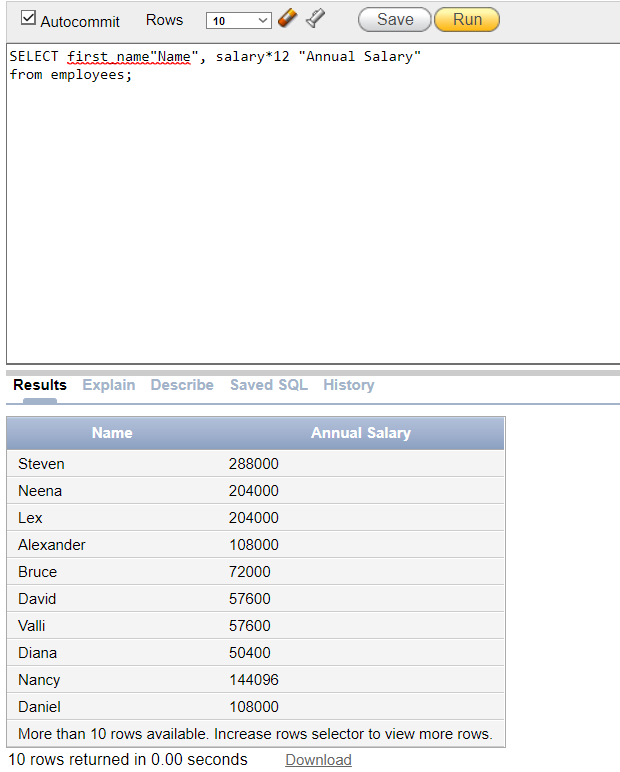 Autocommit Rows 10 Save Run
SELECT first_name"Name", salary*12 "Annual Salary"
from employees;
Results Explain Describe Saved SQL History
Name Annual Salary
Steven 288000
Neena 204000
Lex 204000
Alexander 108000
Bruce 72000
David 57600
Valli 57600
Diana 50400
Nancy 144096
Daniel 108000
More than 10 rows available. Increase rows selector to view more rows.
10 rows returned in 0.00 seconds Download